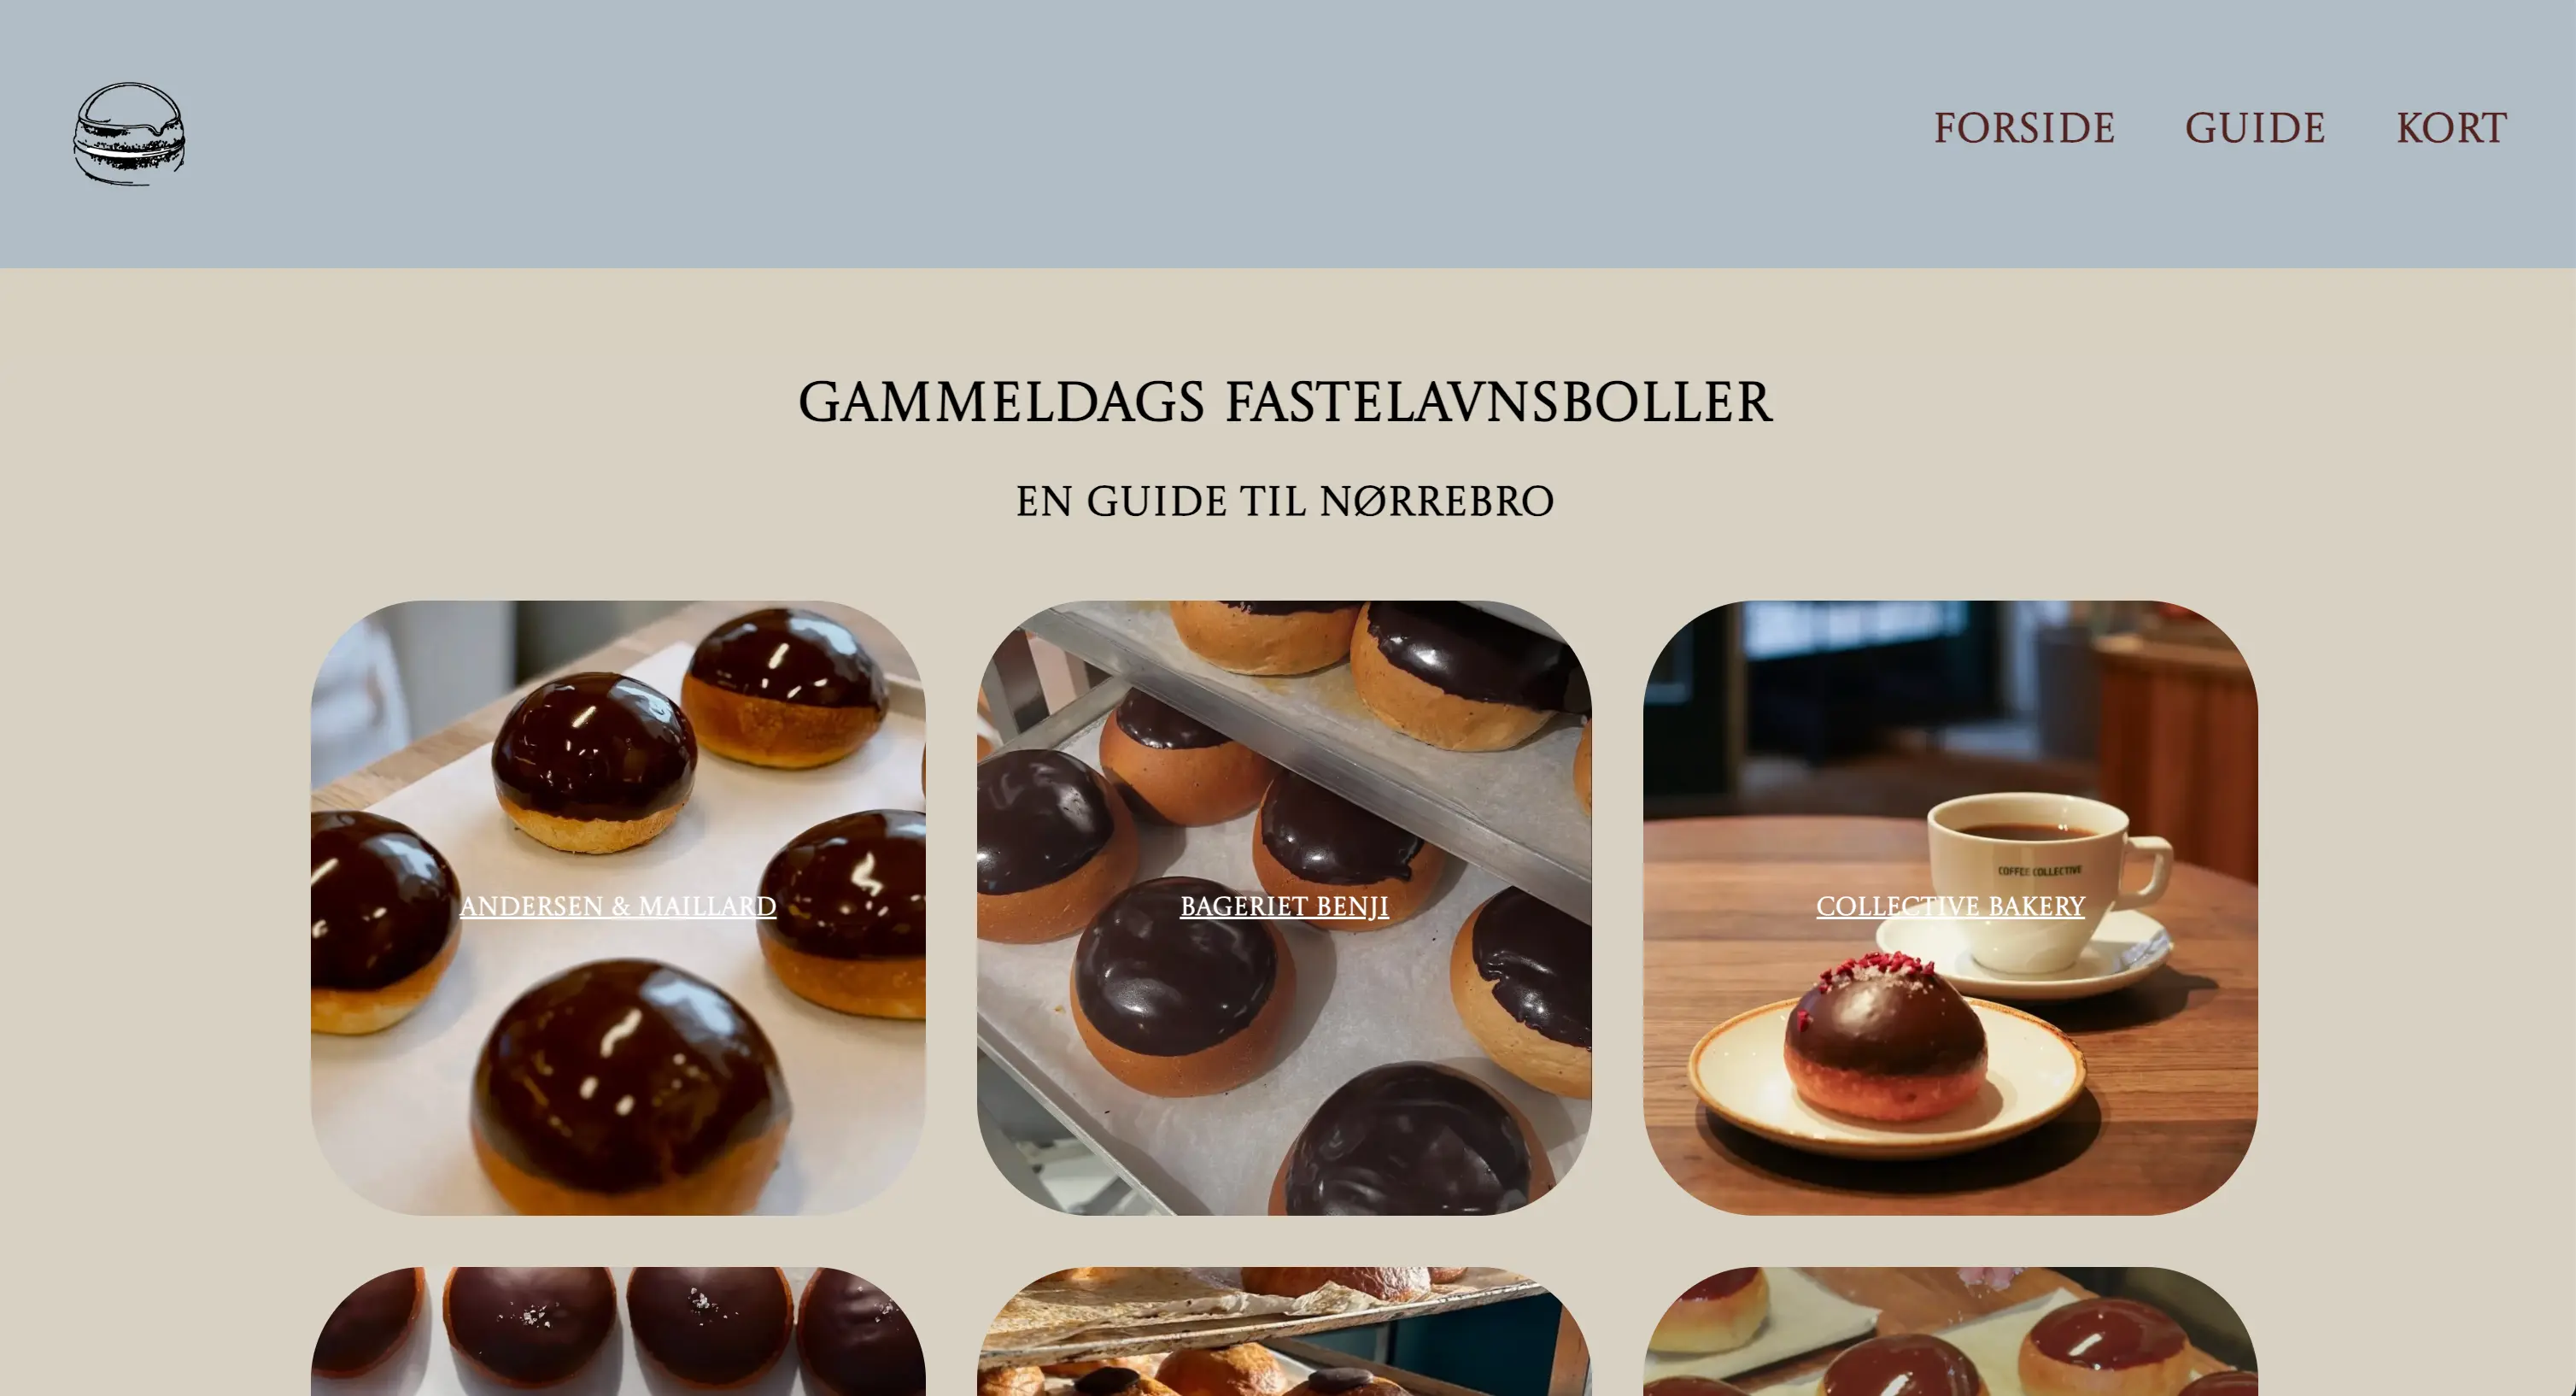 FORSIDE GUIDE KORT
GAMMELDAGS FASTELAVNSBOLLER
EN GUIDE TIL NØRREBRO
ANDERSEN & MAILLARD
BAGERIET BENJI
COFFEE COLLECTIVE
COLLECTIVE BAKERY